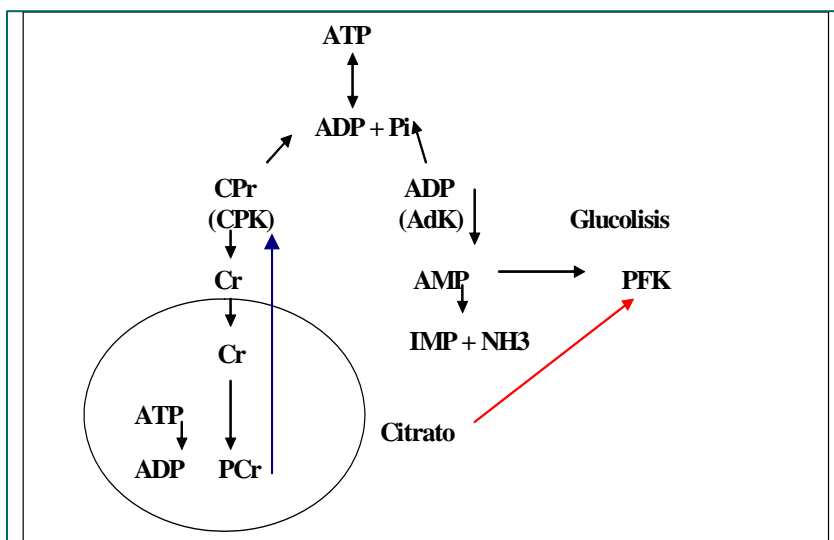 ATP
ADP + Pi
CPr ADP
(CPK) (AdK) Glucolisis
Cr AMP PFK
IMP + NH3
Cr
ATP
Citrato
ADP PCr